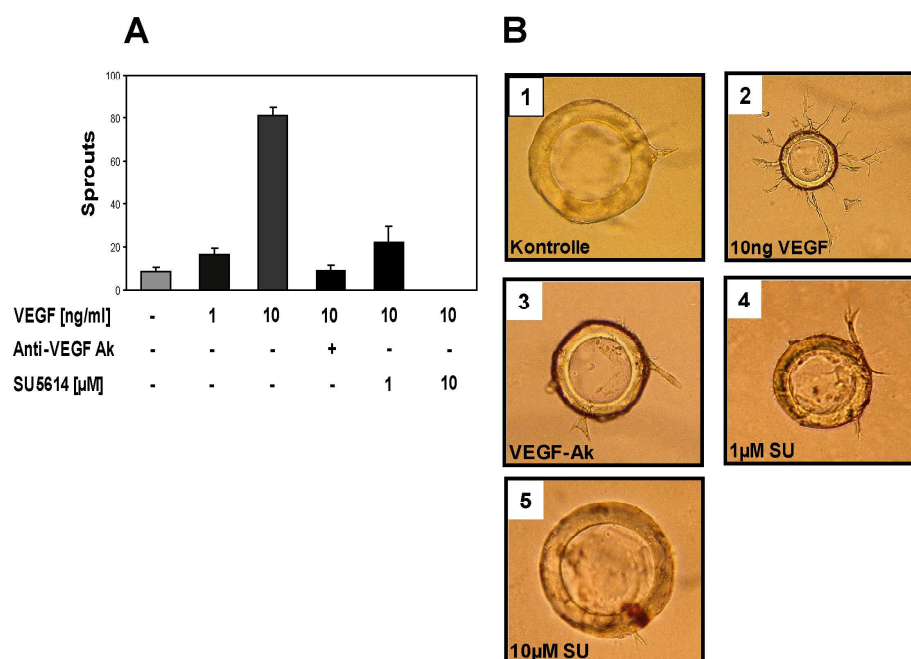 A
B
100
80
60
40
20
0
Sprouts
VEGF [ng/ml] - 1 10 10 10 10
Anti-VEGF Ak - - - + - -
SU5614 [µM] - - - - 1 10
1
Kontrolle
2
10ng VEGF
3
VEGF-Ak
4
1µM SU
5
10µM SU